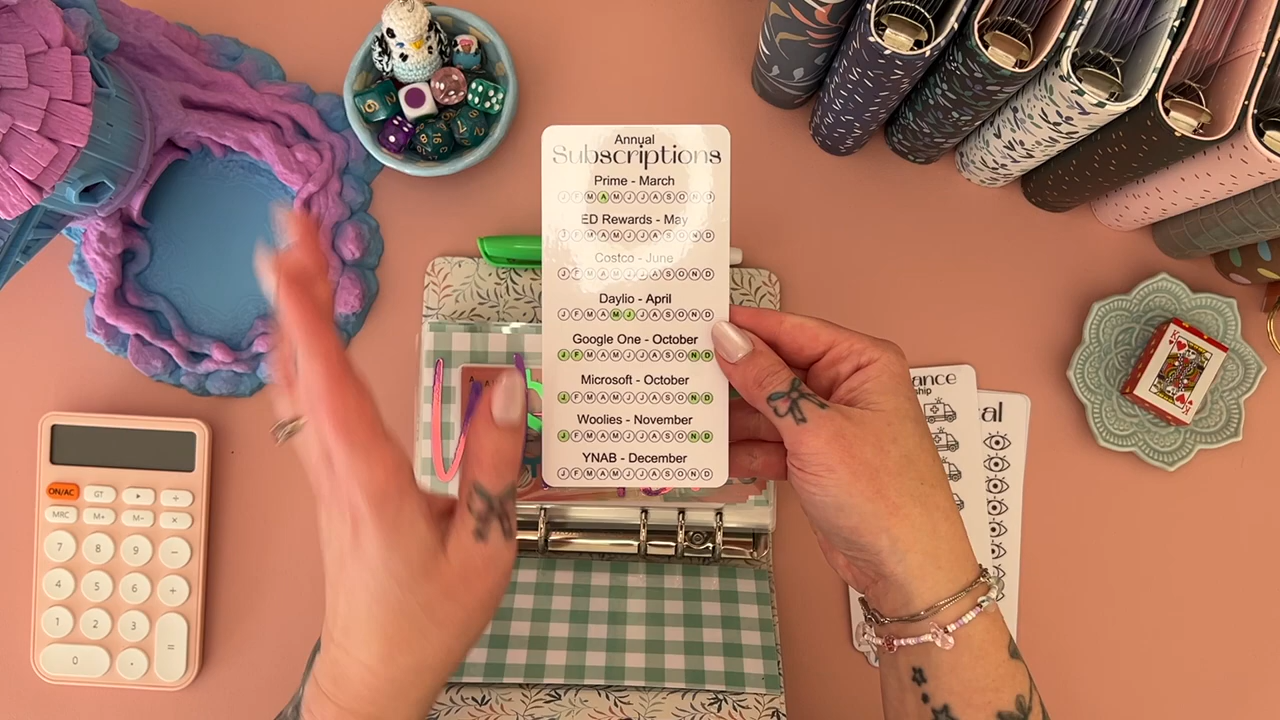 Annual
Subscriptions
Prime - March
J F M A M J J A S O N D
ED Rewards - May
J F M A M J J A S O N D
Costco - June
J F M A M J J A S O N D
Daylio - April
J F M A M J J A S O N D
Google One - October
J F M A M J J A S O N D
Microsoft - October
J F M A M J J A S O N D
Woolies - November
J F M A M J J A S O N D
YNAB - December
J F M A M J J A S O N D
ance
ship
al
K
ON/AC GT ÷
MRC M+ M- ×
7 8 9 −
4 5 6 +
1 2 3 =
0 .